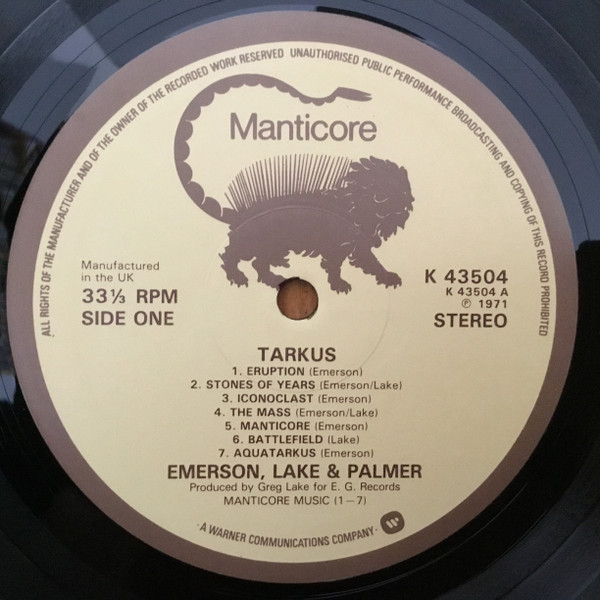 ALL RIGHTS OF THE MANUFACTURER AND OF THE OWNER OF THE RECORDED WORK RESERVED UNAUTHORISED PUBLIC PERFORMANCE BROADCASTING AND COPYING OF THIS RECORD PROHIBITED
Manticore
Manufactured
in the UK
33⅓ RPM
SIDE ONE
K 43504
K 43504 A
℗ 1971
STEREO
TARKUS
1. ERUPTION (Emerson)
2. STONES OF YEARS (Emerson/Lake)
3. ICONOCLAST (Emerson)
4. THE MASS (Emerson/Lake)
5. MANTICORE (Emerson)
6. BATTLEFIELD (Lake)
7. AQUATARKUS (Emerson)
EMERSON, LAKE & PALMER
Produced by Greg Lake for E. G. Records
MANTICORE MUSIC (1–7)
· A WARNER COMMUNICATIONS COMPANY ·